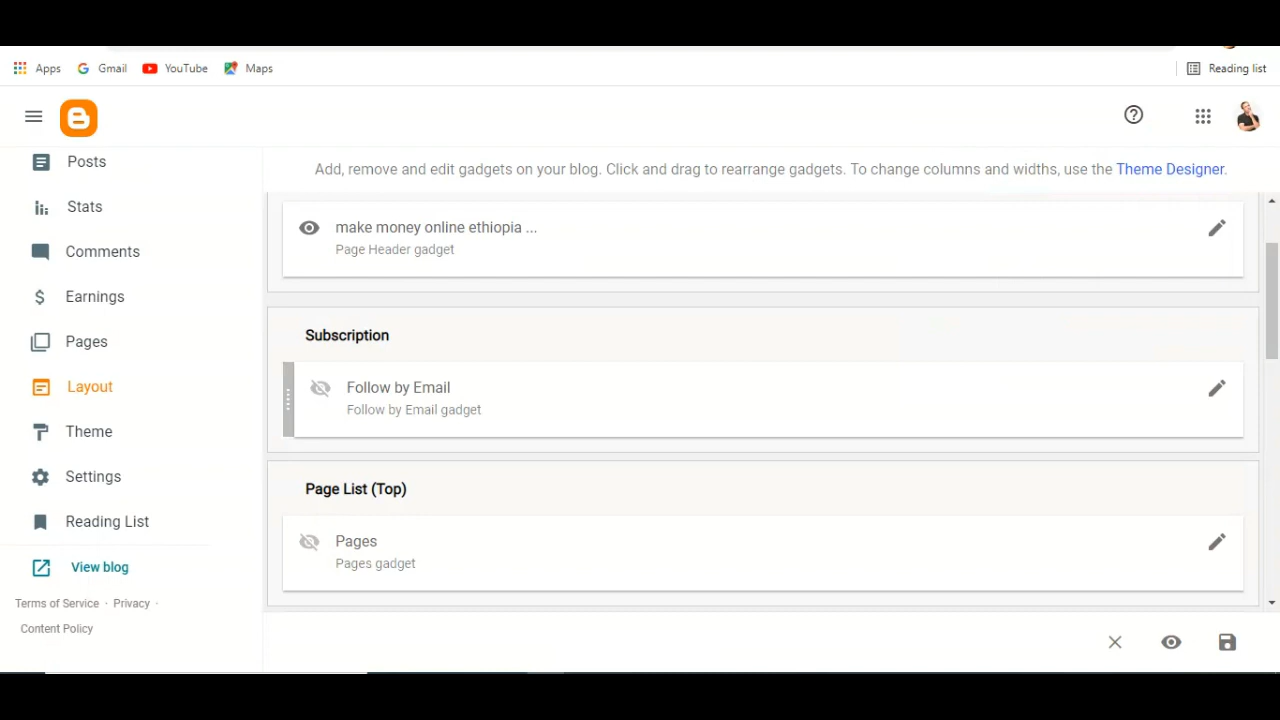 Apps Gmail YouTube Maps Reading list
Posts
Stats
Comments
Earnings
Pages
Layout
Theme
Settings
Reading List
View blog
Terms of Service · Privacy ·
Content Policy
Add, remove and edit gadgets on your blog. Click and drag to rearrange gadgets. To change columns and widths, use the Theme Designer.
make money online ethiopia ...
Page Header gadget
Subscription
Follow by Email
Follow by Email gadget
Page List (Top)
Pages
Pages gadget